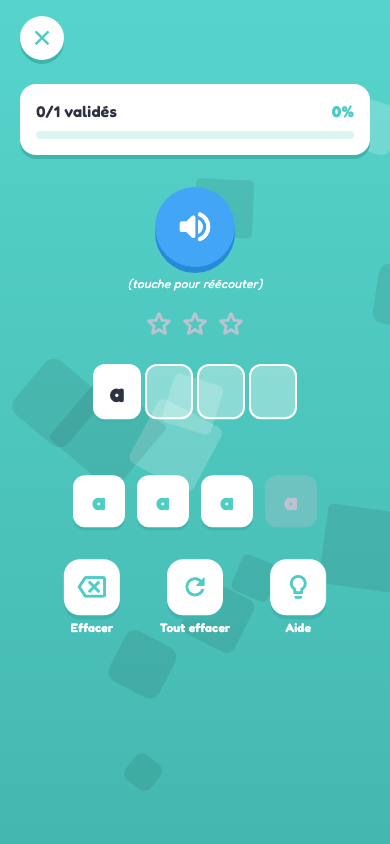 0/1 validés 0%
(touche pour réécouter)
a
a a a a
Effacer Tout effacer Aide